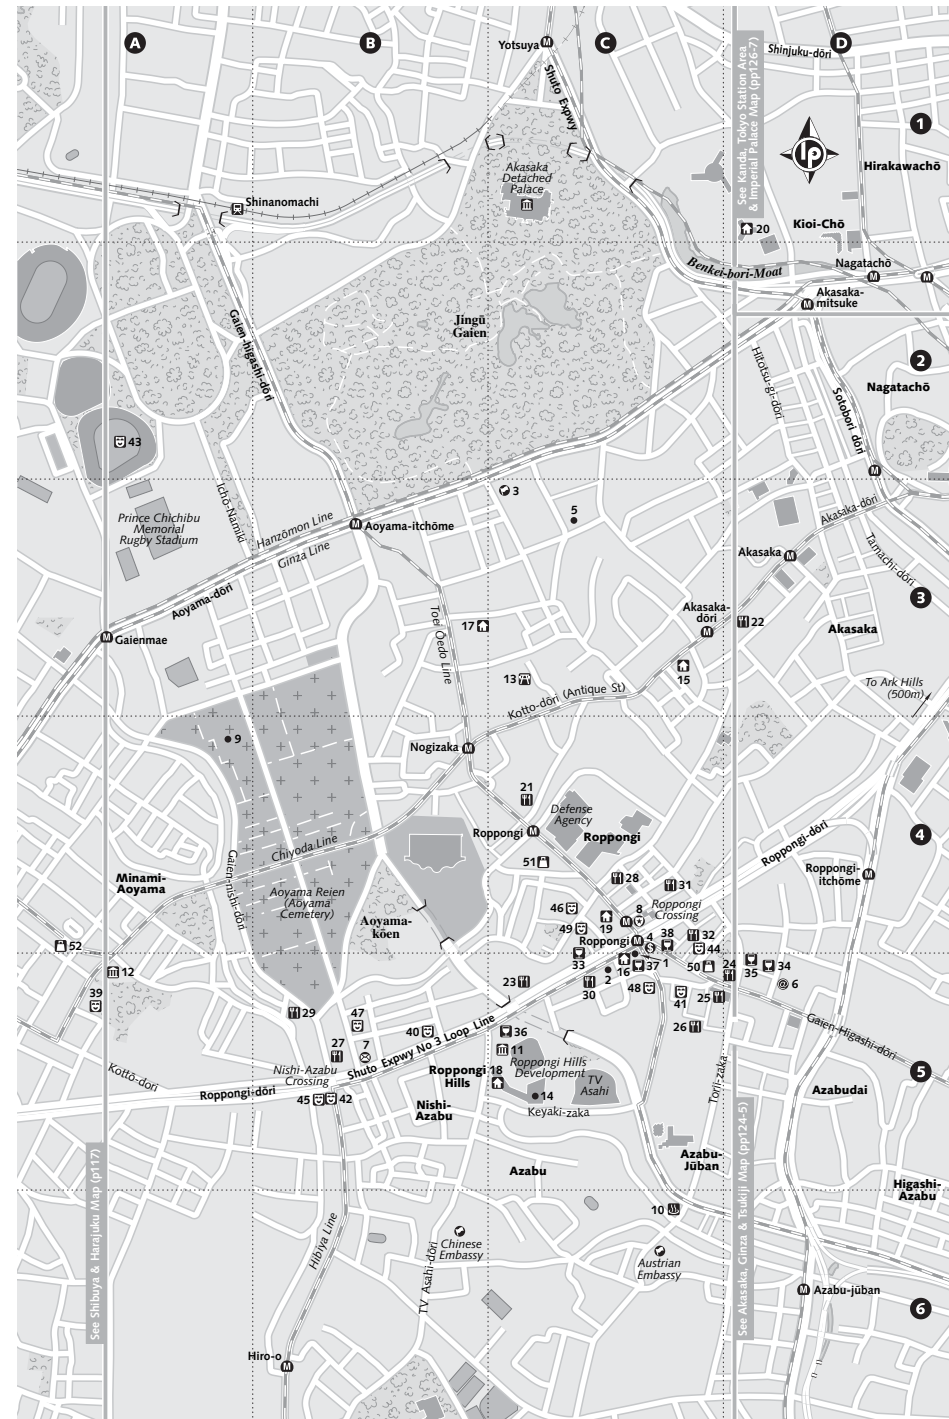 A
B
C
D
Yotsuya
Shinjuku-dōri
Shuto Expwy
See Kanda, Tokyo Station Area
& Imperial Palace Map (pp126-7)
1
lp
Akasaka
Detached
Palace
Hirakawachō
Shinanomachi
Kioi-Chō
20
Nagatachō
Benkei-bori-Moat
Akasaka-
mitsuke
Jingū
Gaien
Gaien-higashi-dōri
Hitotsu-gi-dōri
Sotobori dōri
2
Nagatachō
43
3
5
Ichō-Namiki
Prince Chichibu
Memorial
Rugby Stadium
Hanzōmon Line
Ginza Line
Aoyama-itchōme
Akasaka-dōri
Akasaka
Tamachi-dōri
Aoyama-dōri
3
Toei Ōedo Line
Akasaka-
dōri
17
22
Akasaka
Gaienmae
13
15
To Ark Hills
(500m)
Kotto-dōri (Antique St)
9
Nogizaka
21
Defense
Agency
Roppongi
Roppongi
4
Chiyoda Line
Roppongi-dōri
51
Gaien-nishi-dōri
Minami-
Aoyama
28
31
Roppongi-
itchōme
Aoyama Reien
(Aoyama
Cemetery)
Aoyama-
kōen
46
8
Roppongi
Crossing
49
19
4
38
32
Roppongi
44
52
33
16
37
1
50
24
35
34
12
2
23
30
48
41
25
6
39
29
47
40
36
26
Gaien-Higashi-dōri
27
7
Shuto Expwy No 3 Loop Line
11
Roppongi Hills
Development
Nishi-Azabu
Crossing
Roppongi
Hills
18
TV
Asahi
Torii-zaka
5
Kotto-dori
Roppongi-dōri
14
Azabudai
45
42
Nishi-
Azabu
Keyaki-zaka
See Shibuya & Harajuku Map (p117)
See Akasaka, Ginza & Tsukiji Map (pp124-5)
Azabu
Azabu-
Jūban
Higashi-
Azabu
10
Hibiya Line
TV Asahi-dōri
Chinese
Embassy
Austrian
Embassy
Azabu-jūban
6
Hiro-o